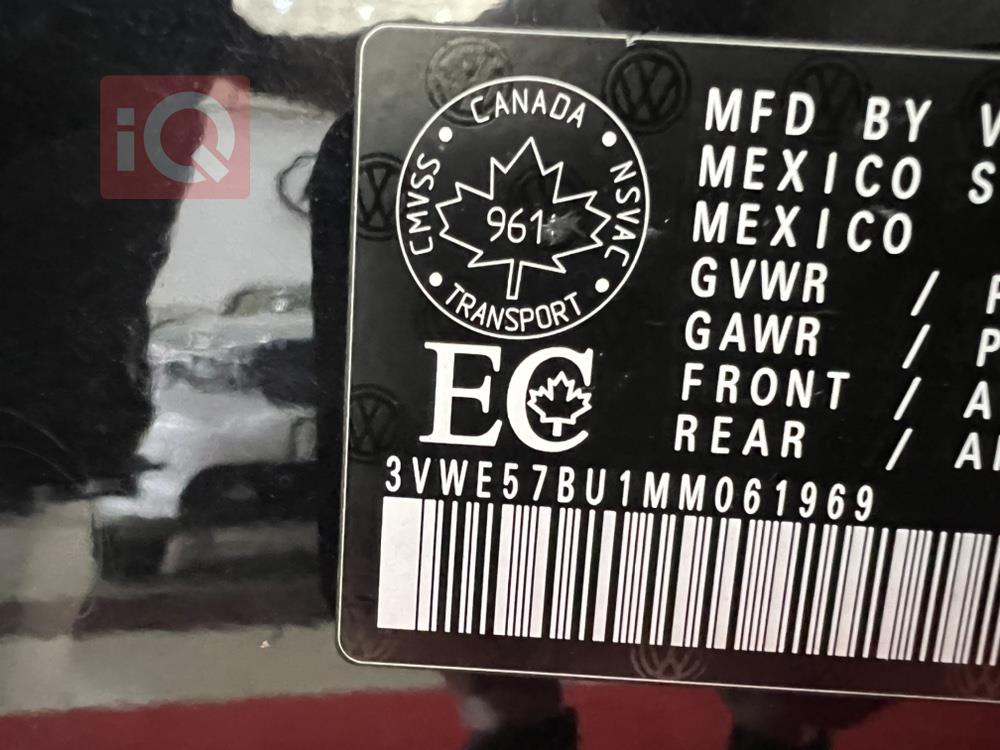 iQ
CANADA
CMVSS
NSVAC
961
TRANSPORT
EC
MFD BY
MEXICO S
MEXICO
GVWR /
GAWR / P
FRONT / A
REAR /
3VWE57BU1MM061969